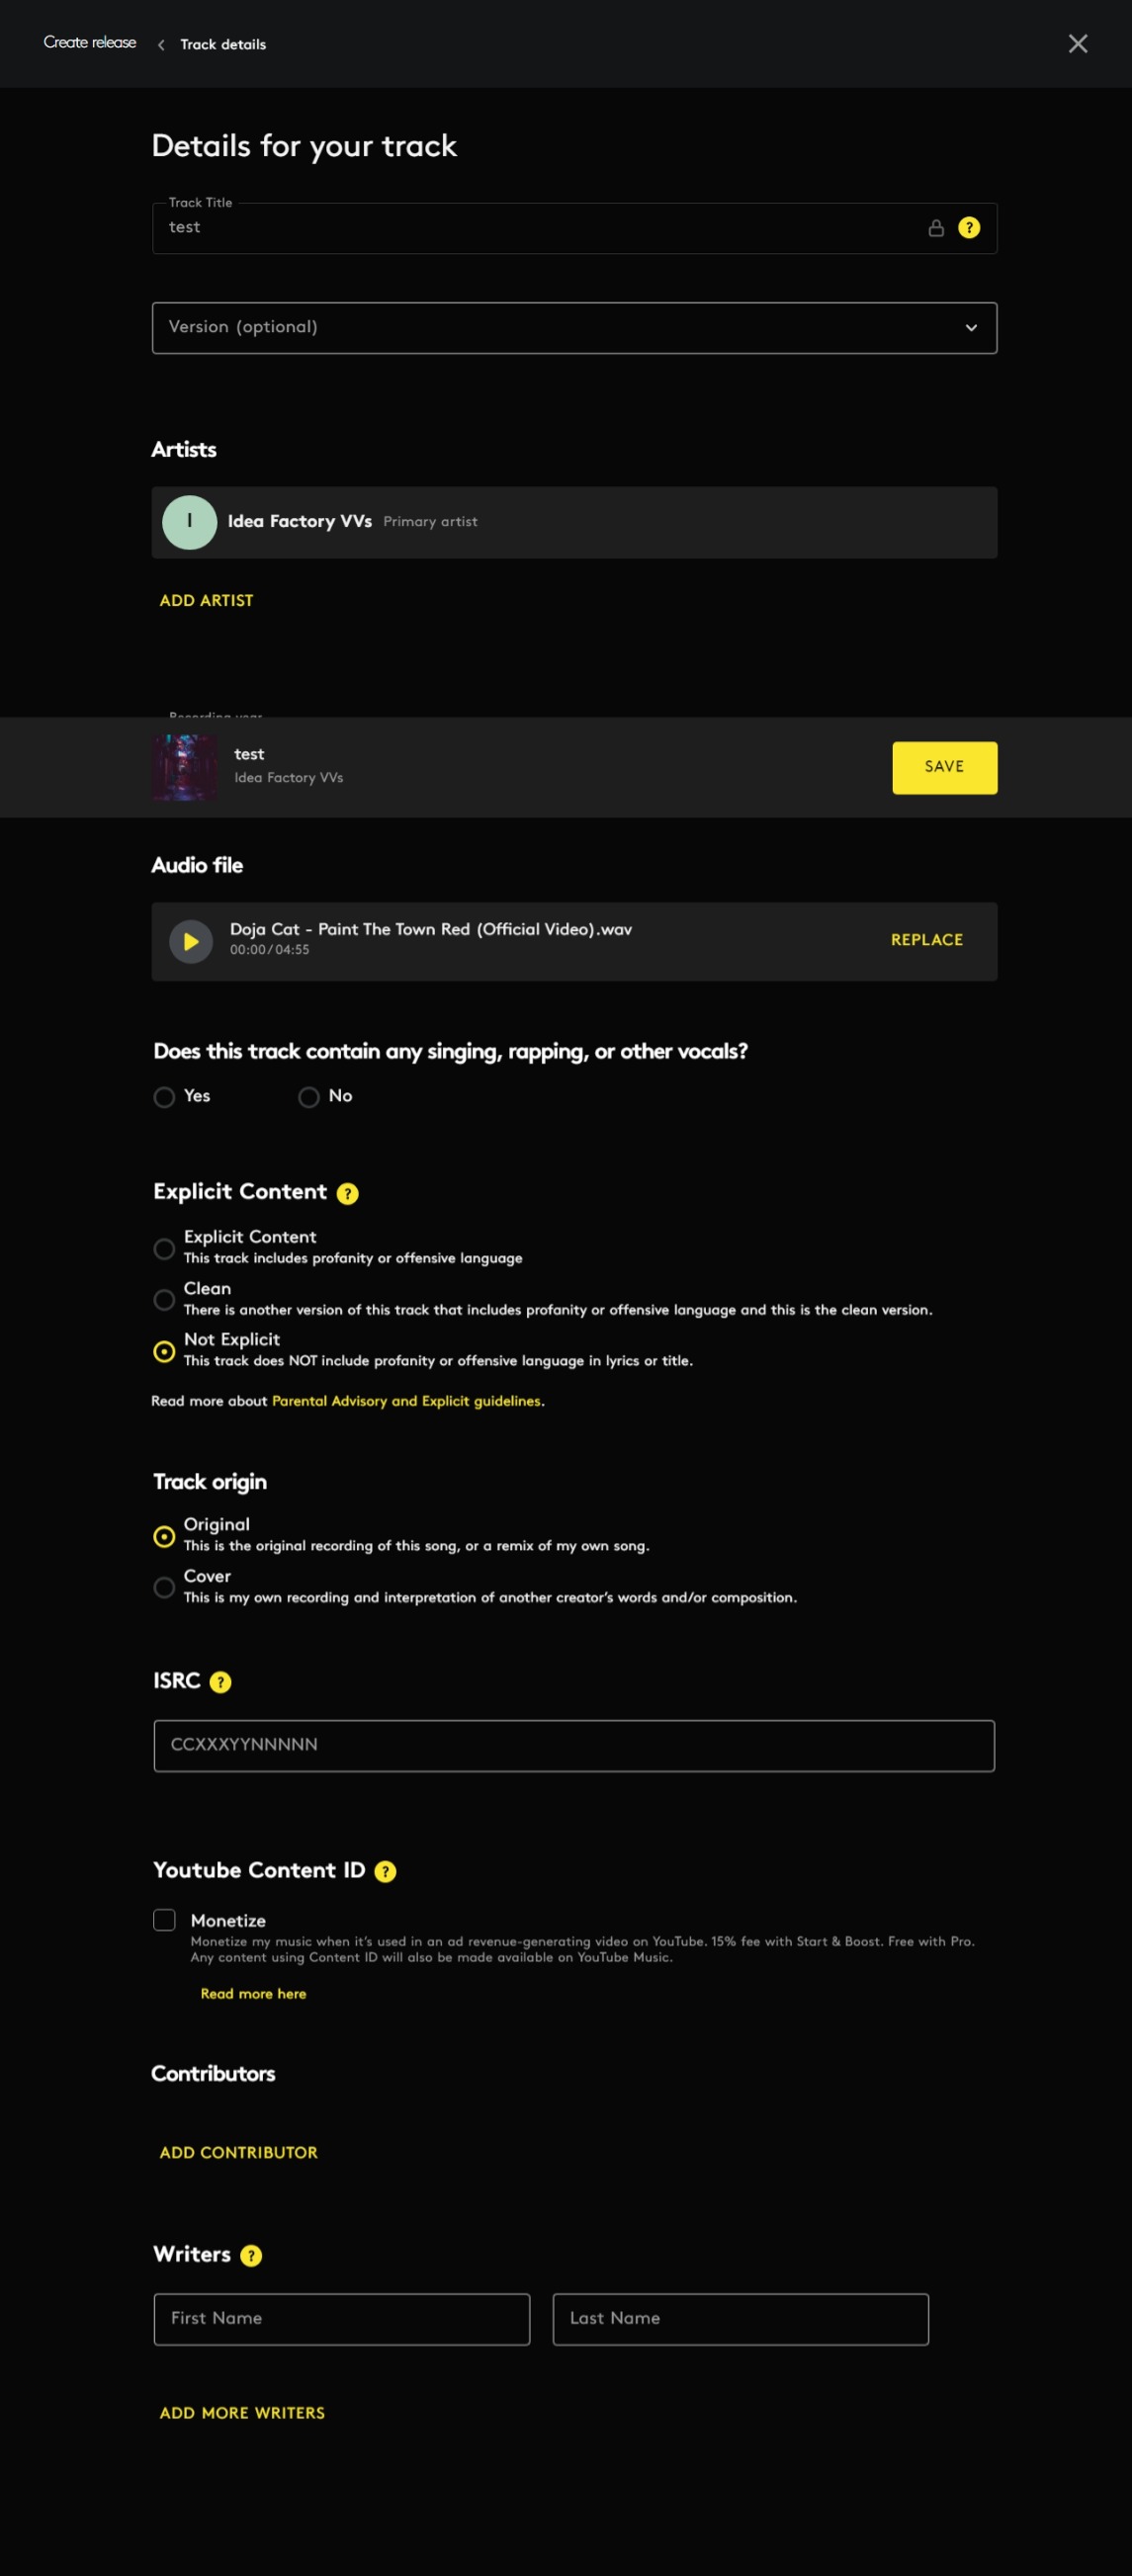 Create release
Track details
Details for your track
Track Title
test
?
Version (optional)
Artists
I
Idea Factory VVs Primary artist
ADD ARTIST
Recording year
test
Idea Factory VVs
SAVE
Audio file
Doja Cat - Paint The Town Red (Official Video).wav
00:00/04:55
REPLACE
Does this track contain any singing, rapping, or other vocals?
Yes
No
Explicit Content ?
Explicit Content
This track includes profanity or offensive language
Clean
There is another version of this track that includes profanity or offensive language and this is the clean version.
Not Explicit
This track does NOT include profanity or offensive language in lyrics or title.
Read more about Parental Advisory and Explicit guidelines.
Track origin
Original
This is the original recording of this song, or a remix of my own song.
Cover
This is my own recording and interpretation of another creator’s words and/or composition.
ISRC ?
CCXXXYYNNNNN
Youtube Content ID ?
Monetize
Monetize my music when it’s used in an ad revenue-generating video on YouTube. 15% fee with Start & Boost. Free with Pro.
Any content using Content ID will also be made available on YouTube Music.
Read more here
Contributors
ADD CONTRIBUTOR
Writers ?
First Name
Last Name
ADD MORE WRITERS